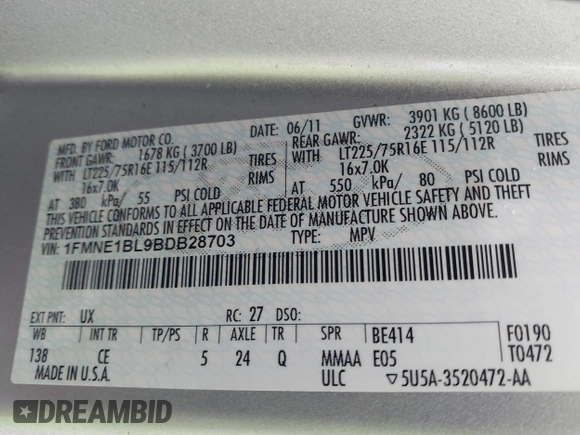 MFD. BY FORD MOTOR CO.
DATE: 06/11 GVWR: 3901 KG (8600 LB)
FRONT GAWR: 1678 KG (3700 LB) REAR GAWR: 2322 KG (5120 LB)
WITH LT225/75R16E 115/112R TIRES WITH LT225/75R16E 115/112R TIRES
16x7.0K RIMS 16x7.0K RIMS
AT 380 kPa/ 55 PSI COLD AT 550 kPa/ 80 PSI COLD
THIS VEHICLE CONFORMS TO ALL APPLICABLE FEDERAL MOTOR VEHICLE SAFETY AND THEFT
PREVENTION STANDARDS IN EFFECT ON THE DATE OF MANUFACTURE SHOWN ABOVE.
VIN: 1FMNE1BL9BDB28703 TYPE: MPV
EXT PNT: UX RC: 27 DSO:
WB INT TR TP/PS R AXLE TR SPR BE414 F0190
138 CE 5 24 Q MMAA E05 T0472
MADE IN U.S.A. ULC ▽5U5A-3520472-AA
DREAMBID